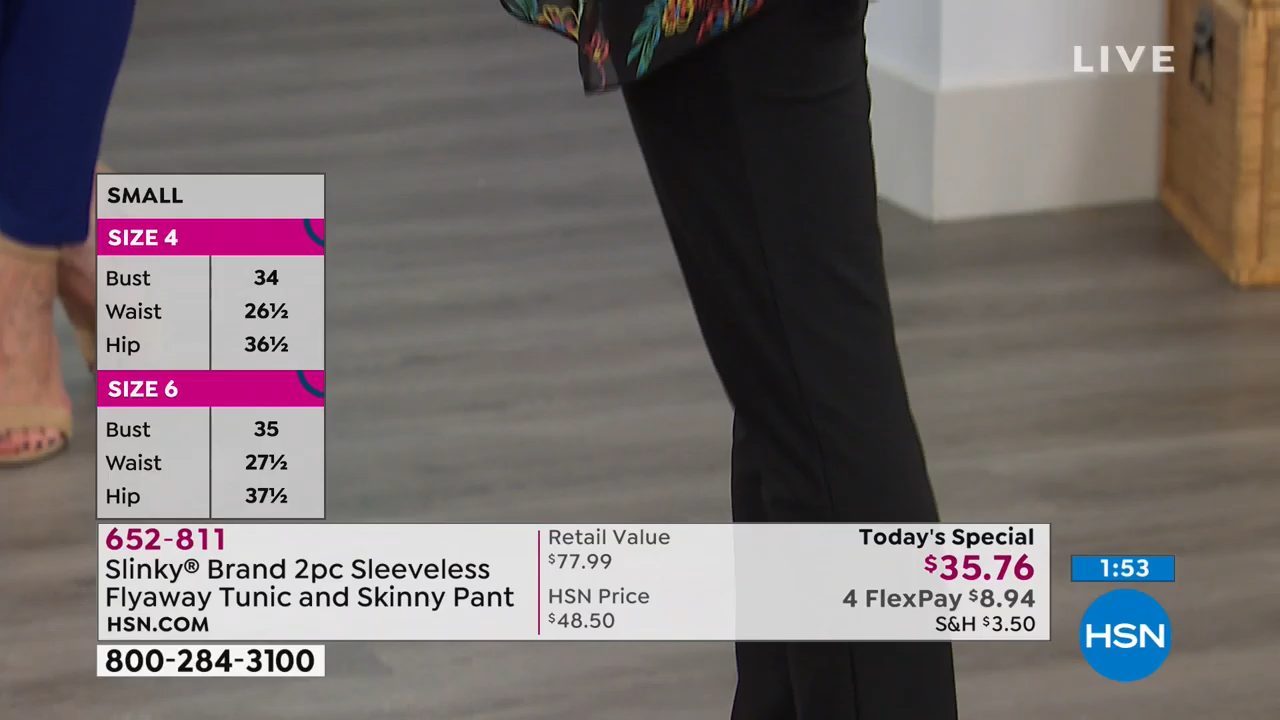 LIVE
SMALL
SIZE 4
Bust 34
Waist 26½
Hip 36½
SIZE 6
Bust 35
Waist 27½
Hip 37½
652-811
Slinky® Brand 2pc Sleeveless
Flyaway Tunic and Skinny Pant
HSN.COM
Retail Value
$77.99
HSN Price
$48.50
Today's Special
$35.76
4 FlexPay $8.94
S&H $3.50
1:53
HSN
800-284-3100